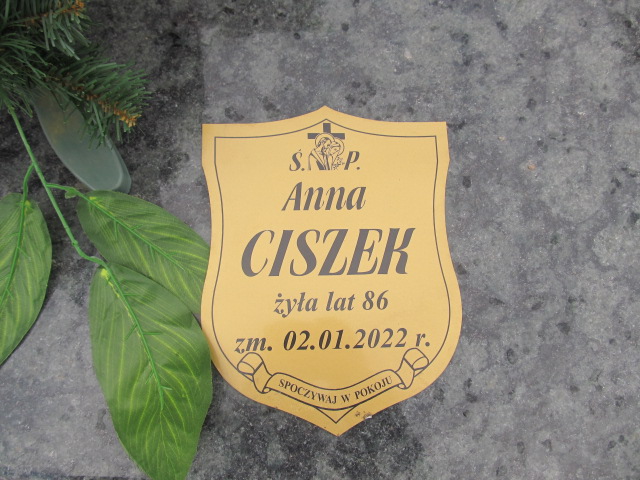 Ś. P.
Anna
CISZEK
żyła lat 86
zm. 02.01.2022 r.
SPOCZYWAJ W POKOJU